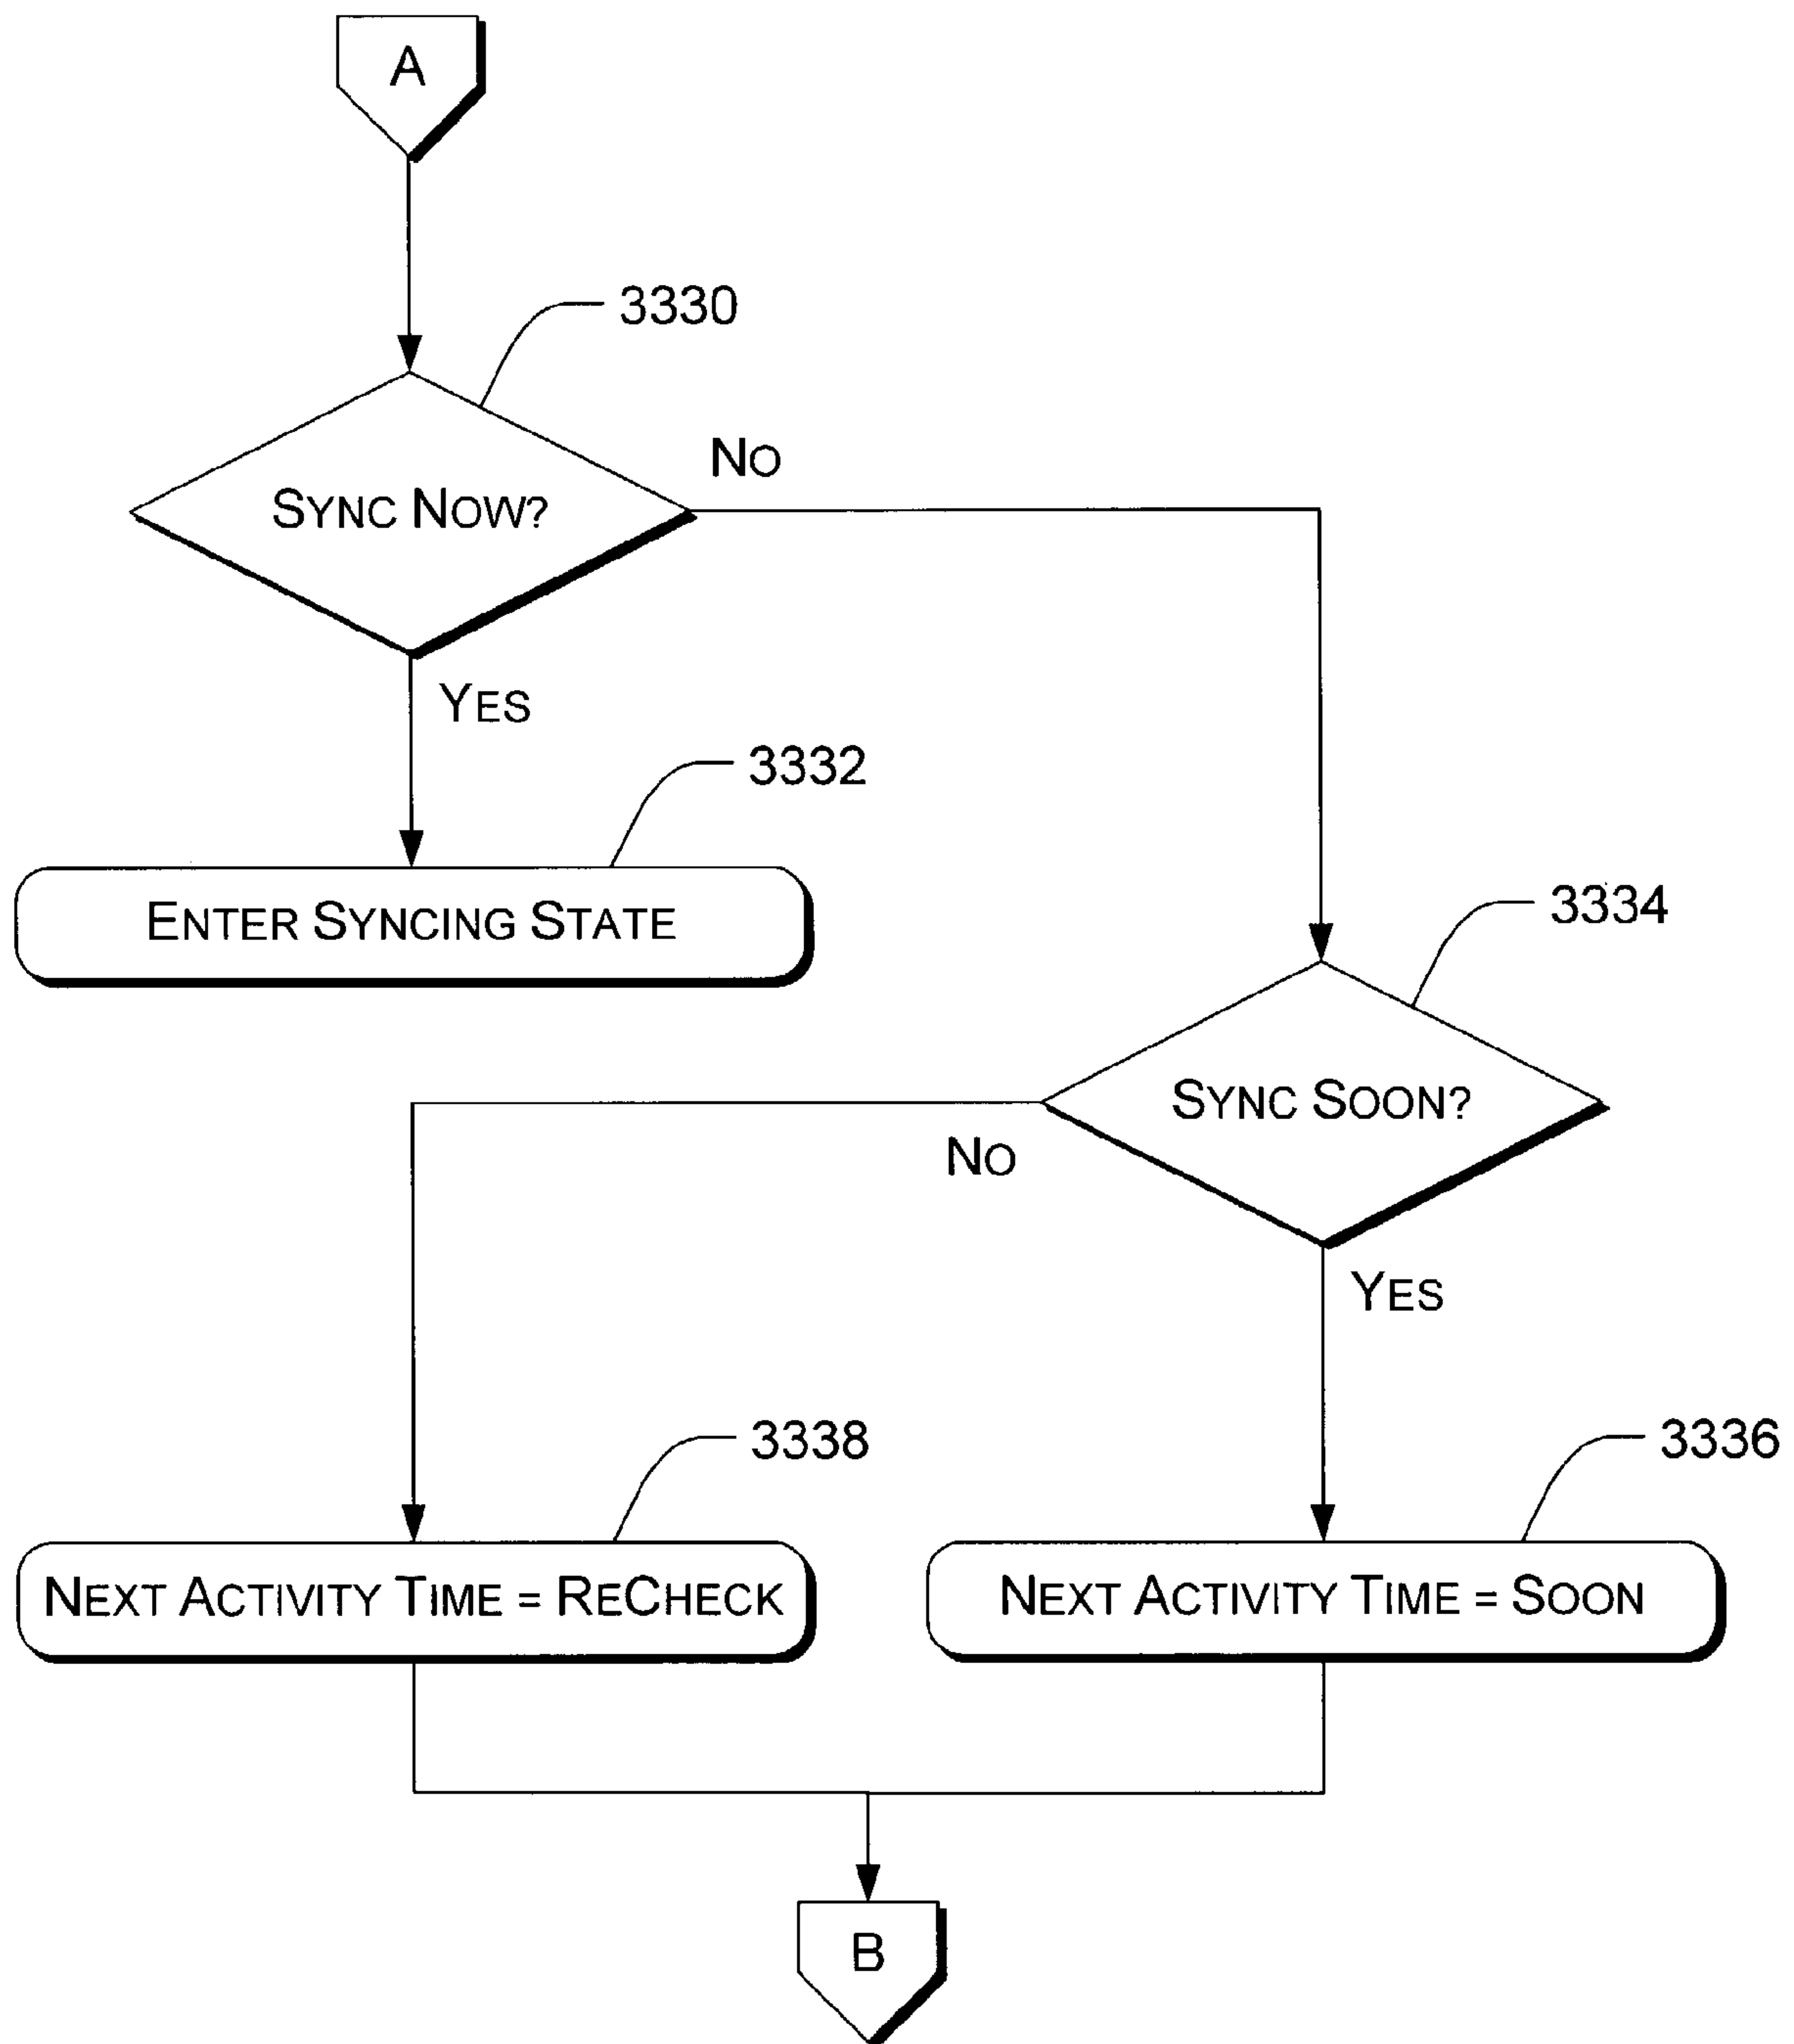 A
3330
No
Sync Now?
Yes
3332
Enter Syncing State
3334
Sync Soon?
No
Yes
3338
3336
Next Activity Time = ReCheck
Next Activity Time = Soon
B